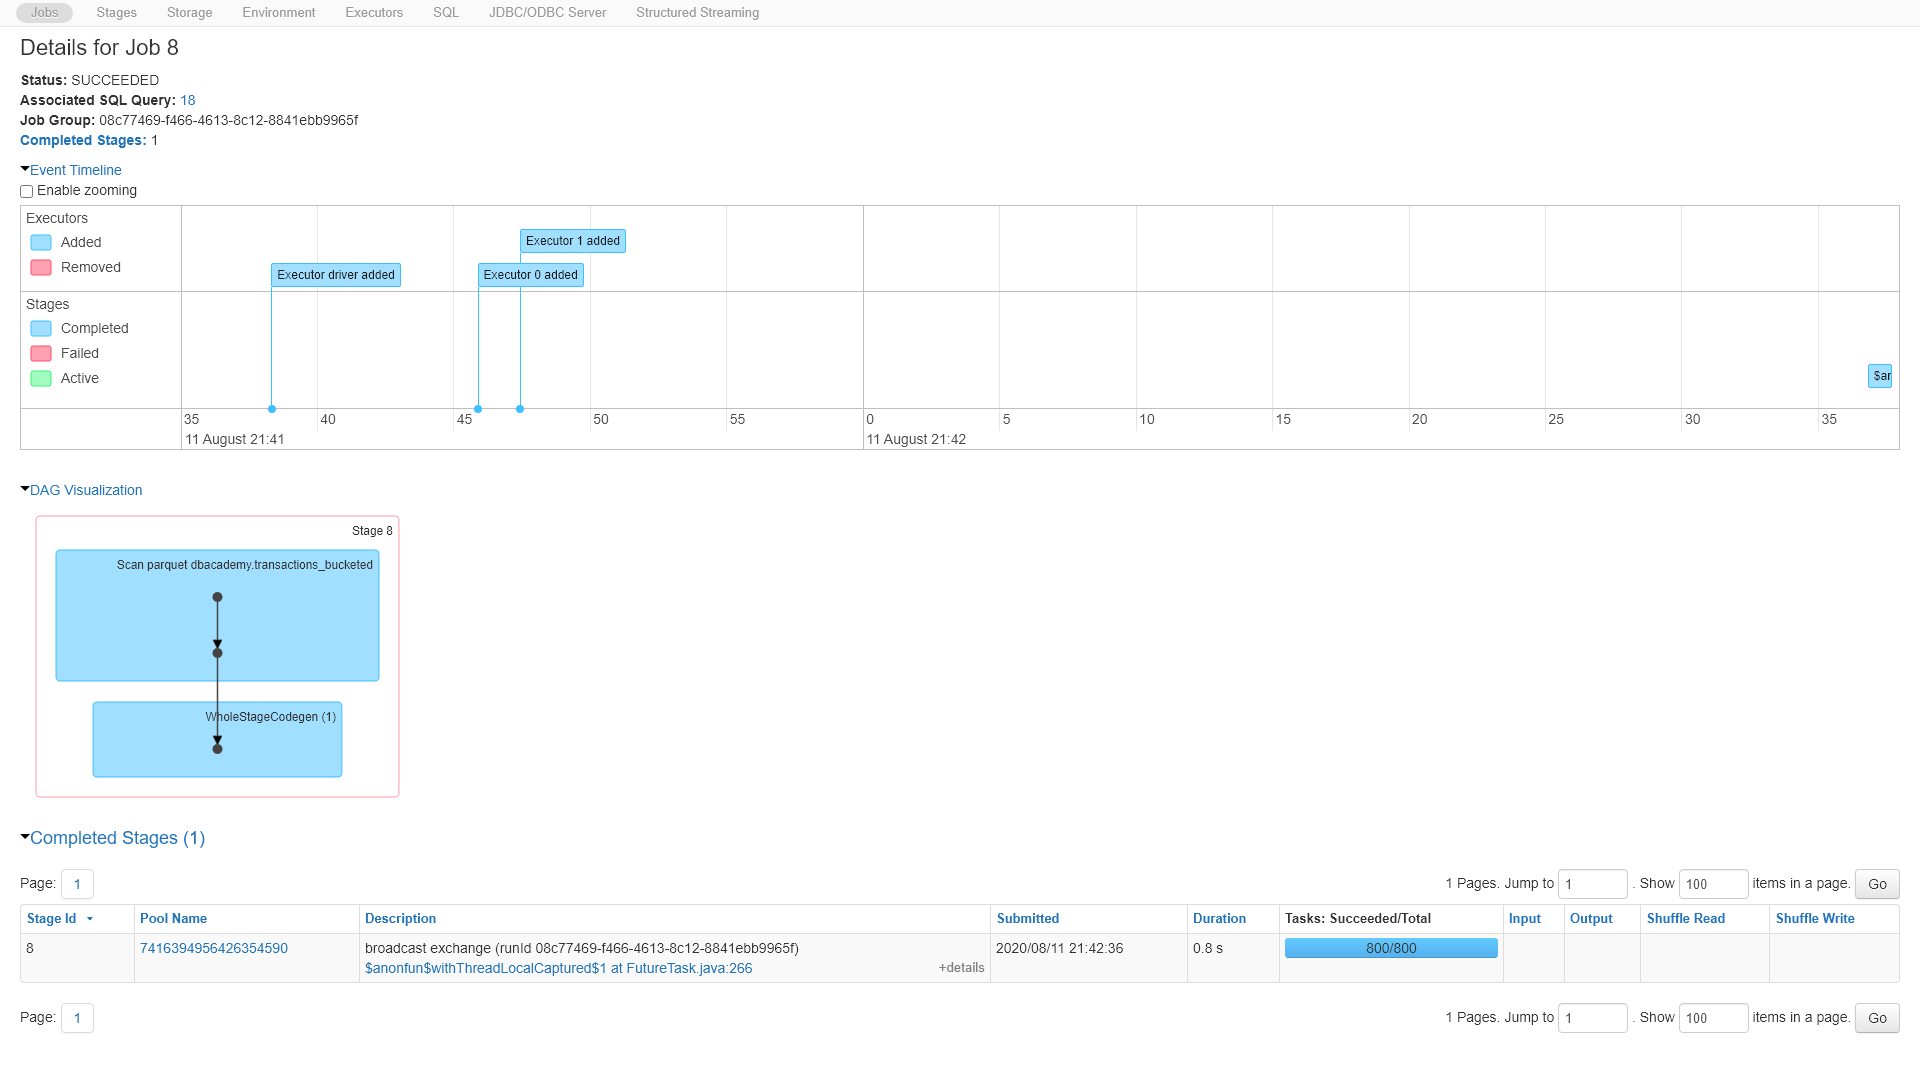 Jobs Stages Storage Environment Executors SQL JDBC/ODBC Server Structured Streaming
Details for Job 8
Status: SUCCEEDED
Associated SQL Query: 18
Job Group: 08c77469-f466-4613-8c12-8841ebb9965f
Completed Stages: 1
Event Timeline
Enable zooming
Executors
Added
Removed
Executor 1 added
Executor driver added
Executor 0 added
Stages
Completed
Failed
Active
$ar
35 40 45 50 55 0 5 10 15 20 25 30 35
11 August 21:41 11 August 21:42
DAG Visualization
Stage 8
Scan parquet dbacademy.transactions_bucketed
WholeStageCodegen (1)
Completed Stages (1)
Page: 1 1 Pages. Jump to 1 . Show 100 items in a page. Go
Stage Id Pool Name Description Submitted Duration Tasks: Succeeded/Total Input Output Shuffle Read Shuffle Write
8 7416394956426354590 broadcast exchange (runId 08c77469-f466-4613-8c12-8841ebb9965f) 2020/08/11 21:42:36 0.8 s 800/800
$anonfun$withThreadLocalCaptured$1 at FutureTask.java:266 +details
Page: 1 1 Pages. Jump to 1 . Show 100 items in a page. Go